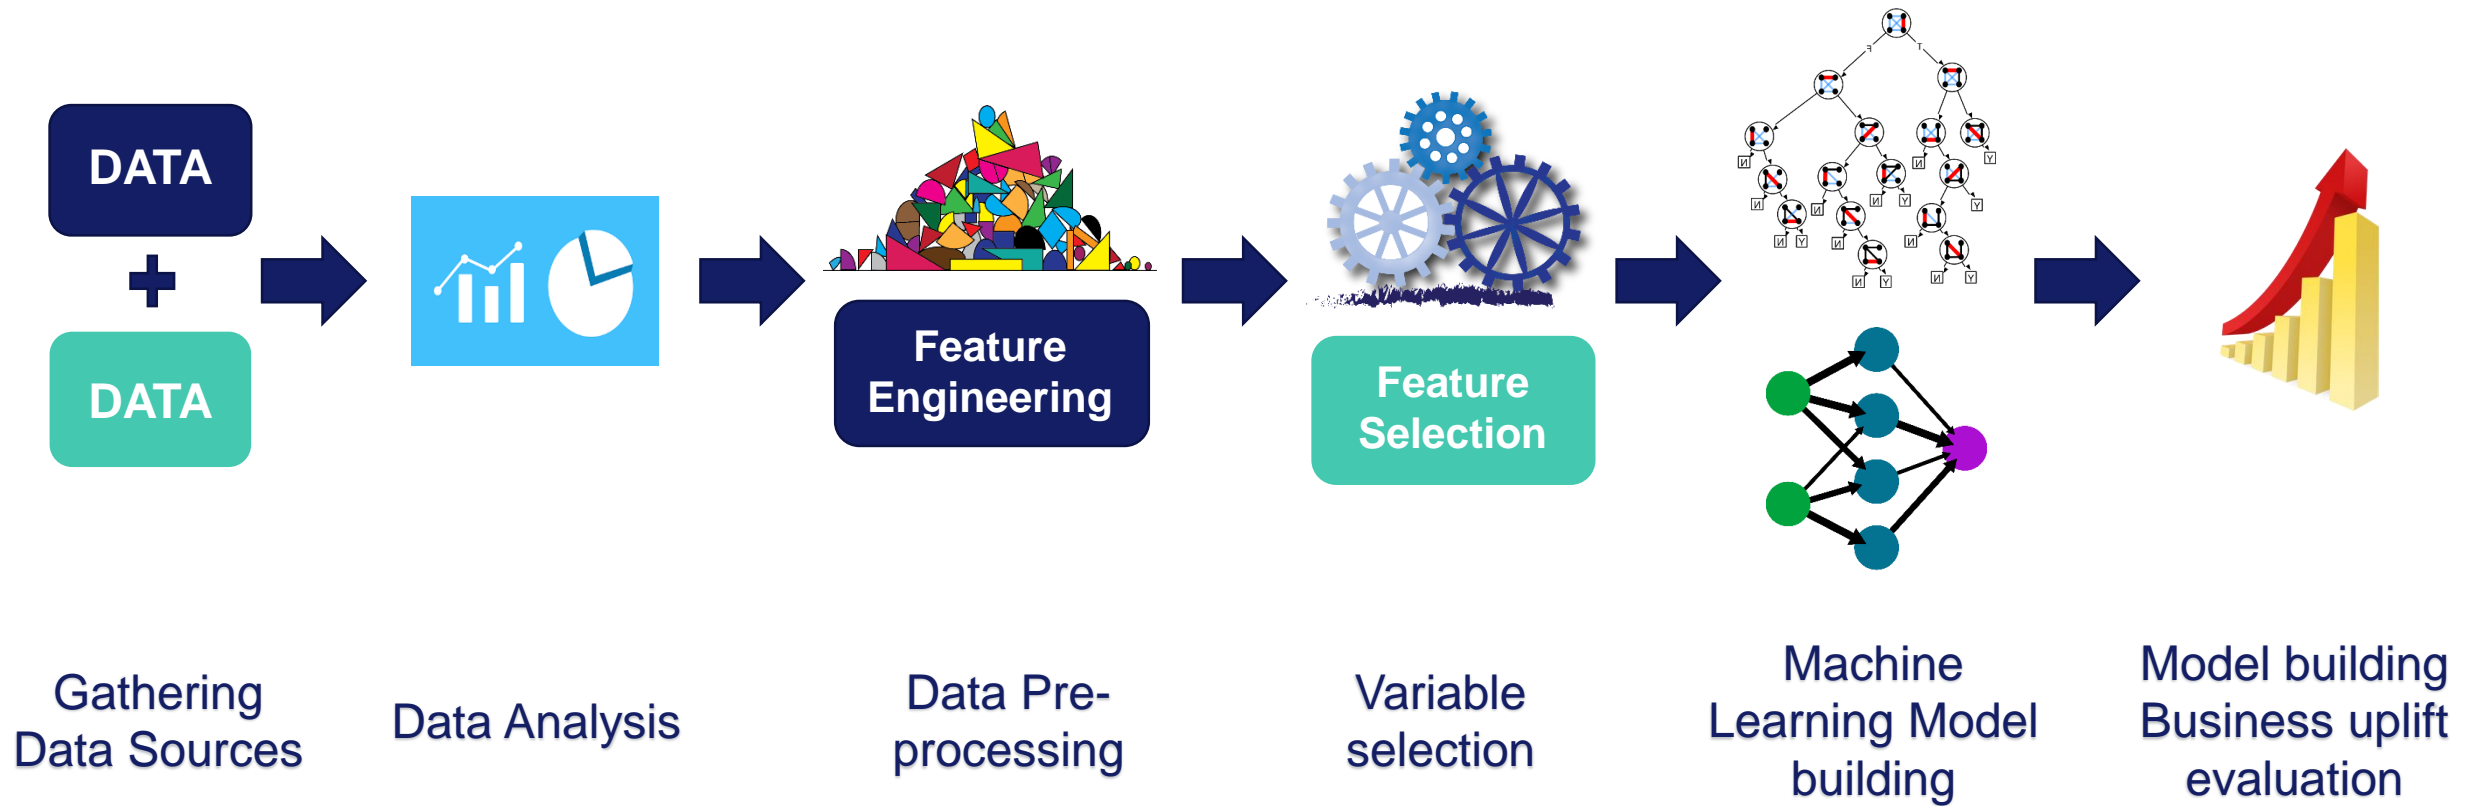 DATA
+
DATA
Feature
Engineering
Feature
Selection
F
T
Gathering
Data Sources
Data Analysis
Data Pre-
processing
Variable
selection
Machine
Learning Model
building
Model building
Business uplift
evaluation